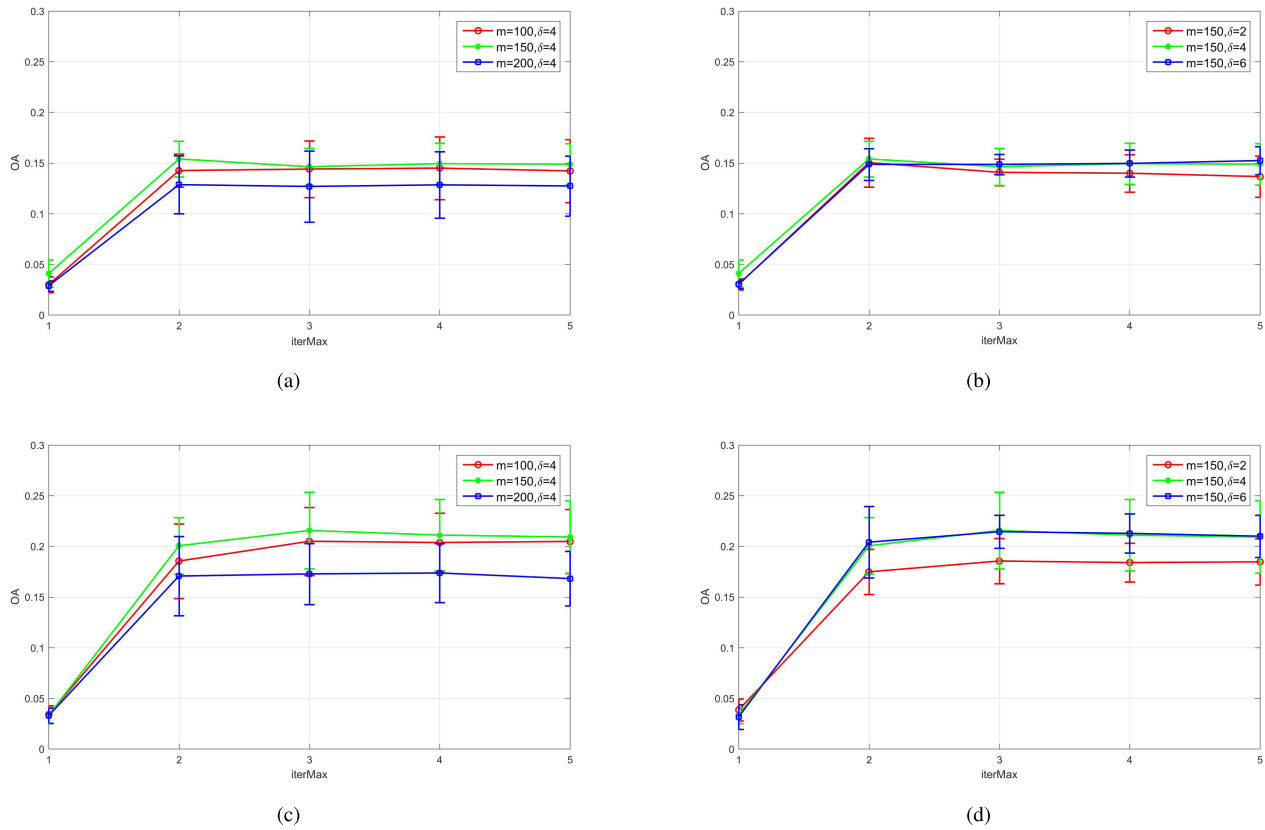 0.3
0.25
0.2
0.15
0.1
0.05
0
OA
1 2 3 4 5
iterMax
m=100,δ=4
m=150,δ=4
m=200,δ=4
(a)
0.3
0.25
0.2
0.15
0.1
0.05
0
OA
1 2 3 4 5
iterMax
m=150,δ=2
m=150,δ=4
m=150,δ=6
(b)
0.3
0.25
0.2
0.15
0.1
0.05
0
OA
1 2 3 4 5
iterMax
m=100,δ=4
m=150,δ=4
m=200,δ=4
(c)
0.3
0.25
0.2
0.15
0.1
0.05
0
OA
1 2 3 4 5
iterMax
m=150,δ=2
m=150,δ=4
m=150,δ=6
(d)